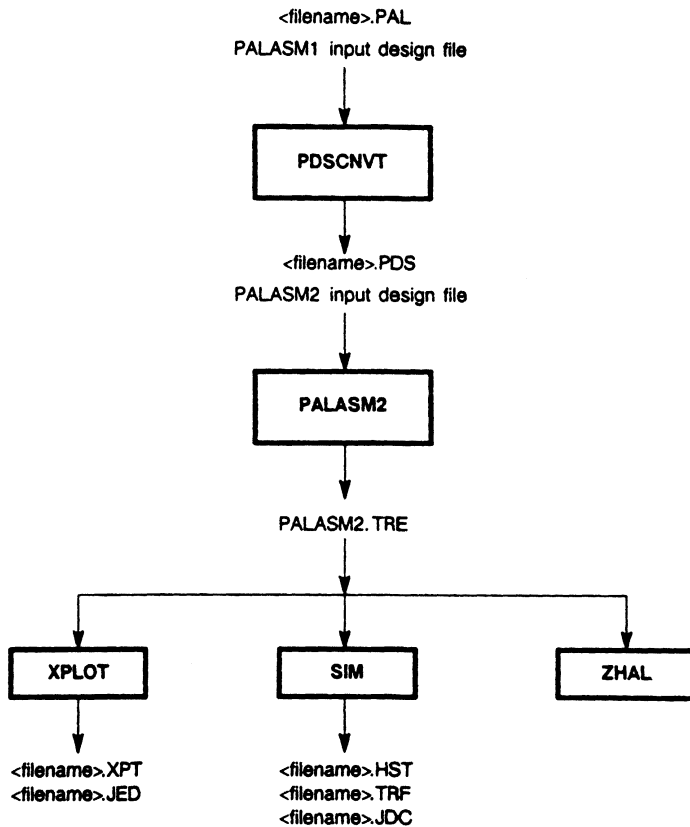 <filename>.PAL
PALASM1 input design file
PDSCNVT
<filename>.PDS
PALASM2 input design file
PALASM2
PALASM2.TRE
XPLOT
SIM
ZHAL
<filename>.XPT
<filename>.JED
<filename>.HST
<filename>.TRF
<filename>.JDC